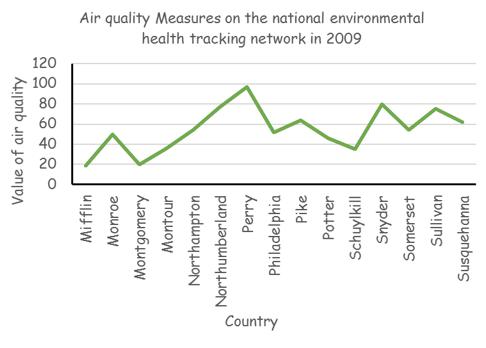 Air quality Measures on the national environmental
health tracking network in 2009
Value of air quality
120
100
80
60
40
20
0
Mifflin
Monroe
Montgomery
Montour
Northampton
Northumberland
Perry
Philadelphia
Pike
Potter
Schuylkill
Snyder
Somerset
Sullivan
Susquehanna
Country